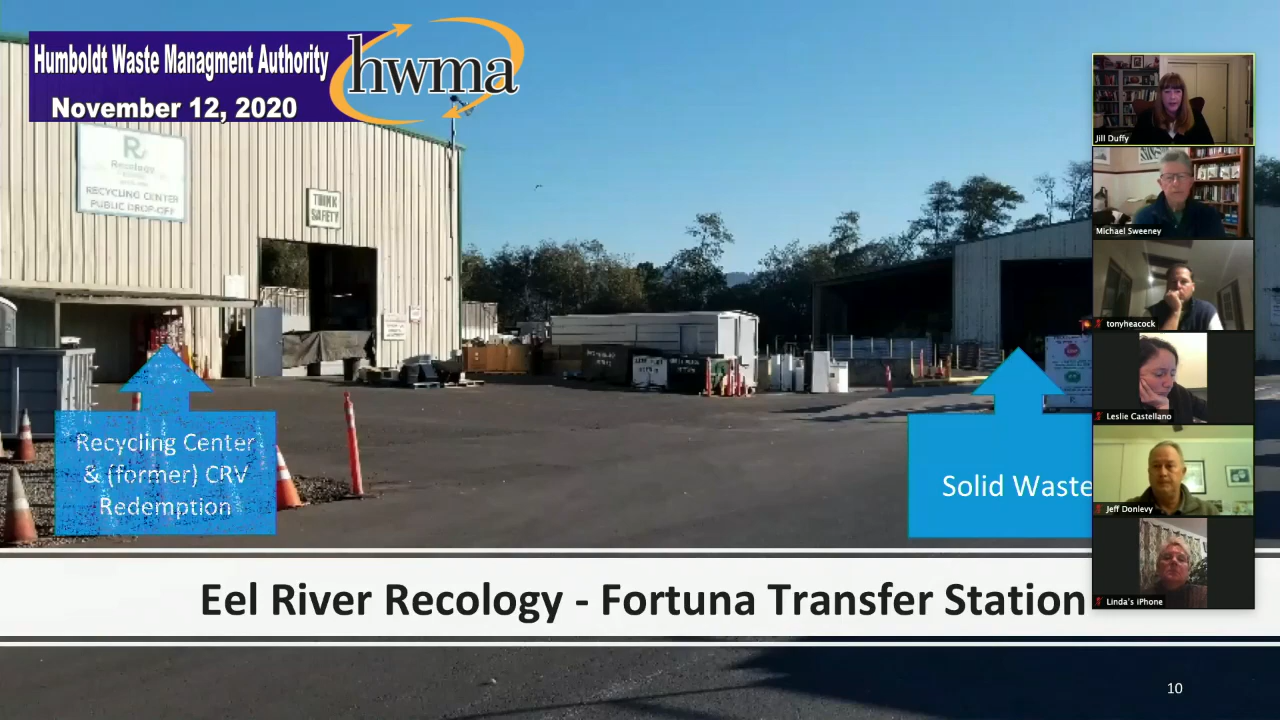 Humboldt Waste Managment Authority
November 12, 2020
hwma
R
Recology
RECYCLING CENTER
PUBLIC DROP-OFF
THINK
SAFETY
Recycling Center
& (former) CRV
Redemption
Solid Waste
Eel River Recology - Fortuna Transfer Station
10
Jill Duffy
Michael Sweeney
tonyheacock
Leslie Castellano
Jeff Donlevy
Linda's iPhone